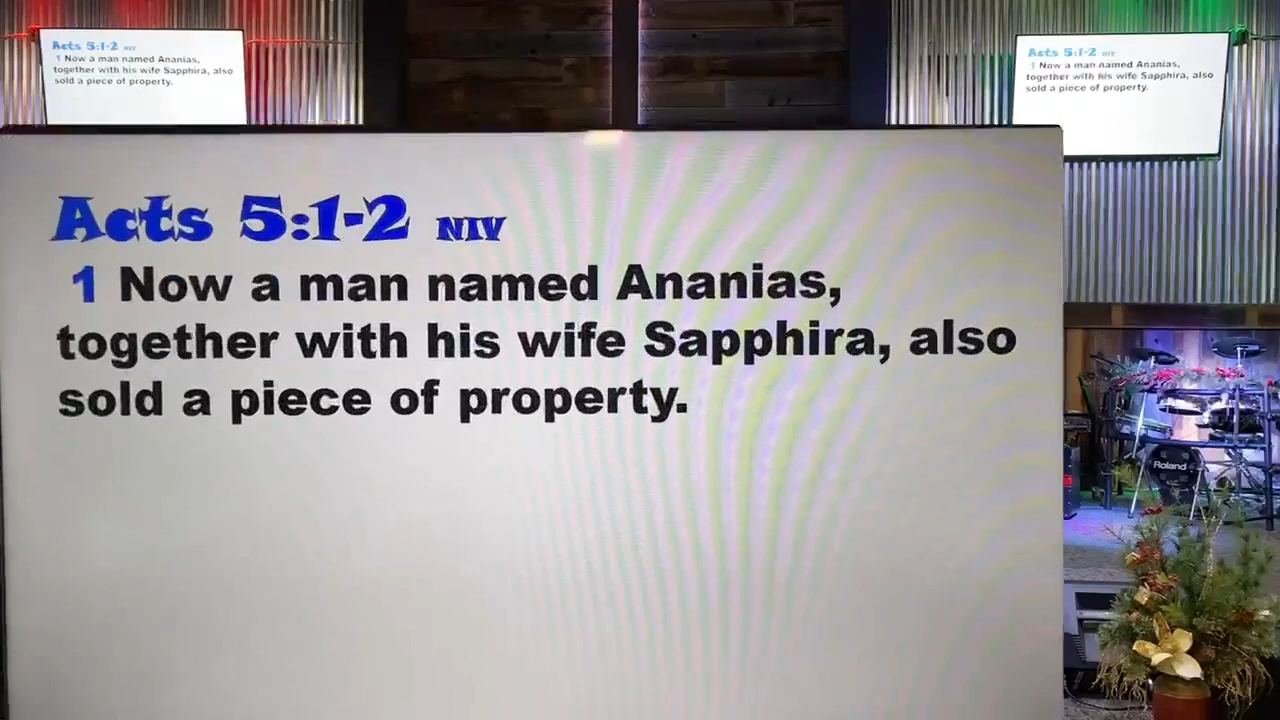 Acts 5:1-2 NIV
1 Now a man named Ananias,
together with his wife Sapphira, also
sold a piece of property.
Acts 5:1-2 NIV
1 Now a man named Ananias,
together with his wife Sapphira, also
sold a piece of property.
Acts 5:1-2 NIV
1 Now a man named Ananias,
together with his wife Sapphira, also
sold a piece of property.
Roland